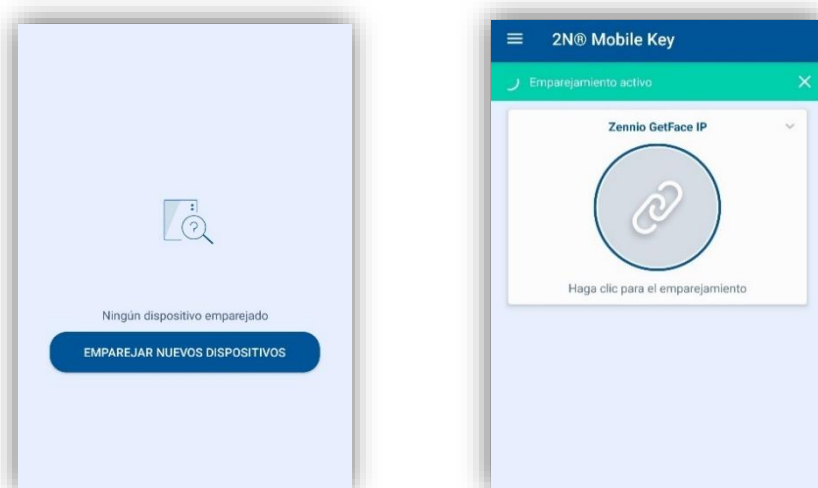 Ningún dispositivo emparejado
EMPAREJAR NUEVOS DISPOSITIVOS
2N® Mobile Key
Emparejamiento activo
Zennio GetFace IP
Haga clic para el emparejamiento